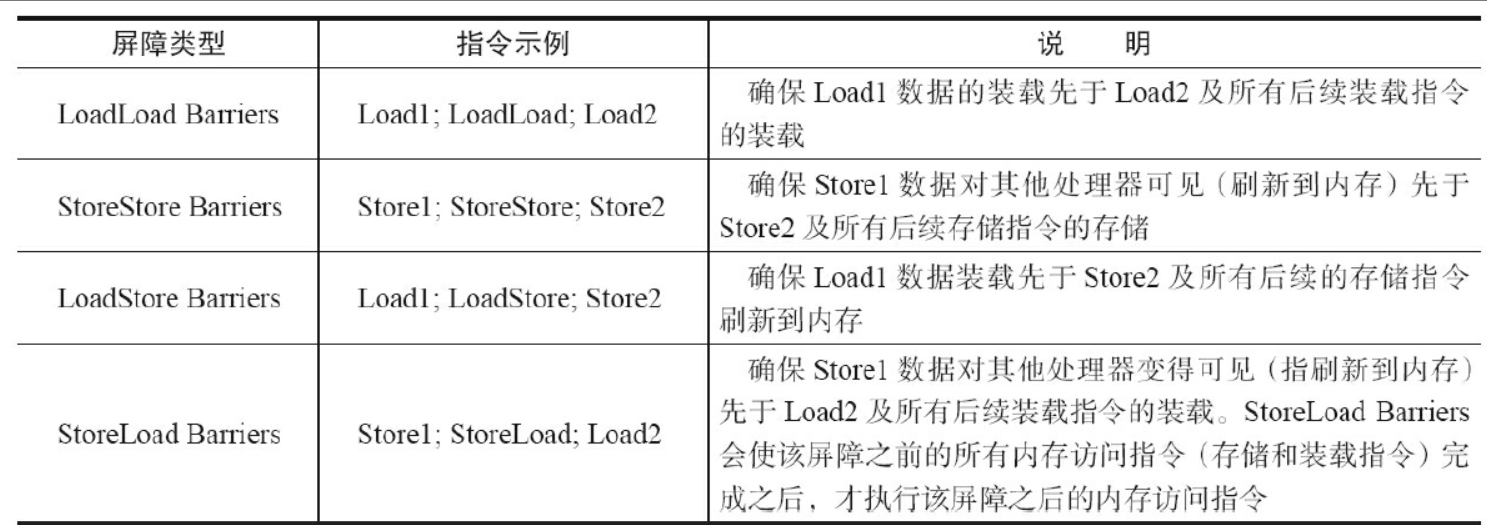 屏障类型 指令示例 说 明
LoadLoad Barriers Load1; LoadLoad; Load2 确保 Load1 数据的装载先于 Load2 及所有后续装载指令
的装载
StoreStore Barriers Store1; StoreStore; Store2 确保 Store1 数据对其他处理器可见（刷新到内存）先于
Store2 及所有后续存储指令的存储
LoadStore Barriers Load1; LoadStore; Store2 确保 Load1 数据装载先于 Store2 及所有后续的存储指令
刷新到内存
StoreLoad Barriers Store1; StoreLoad; Load2 确保 Store1 数据对其他处理器变得可见（指刷新到内存）
先于 Load2 及所有后续装载指令的装载。StoreLoad Barriers
会使该屏障之前的所有内存访问指令（存储和装载指令）完
成之后，才执行该屏障之后的内存访问指令